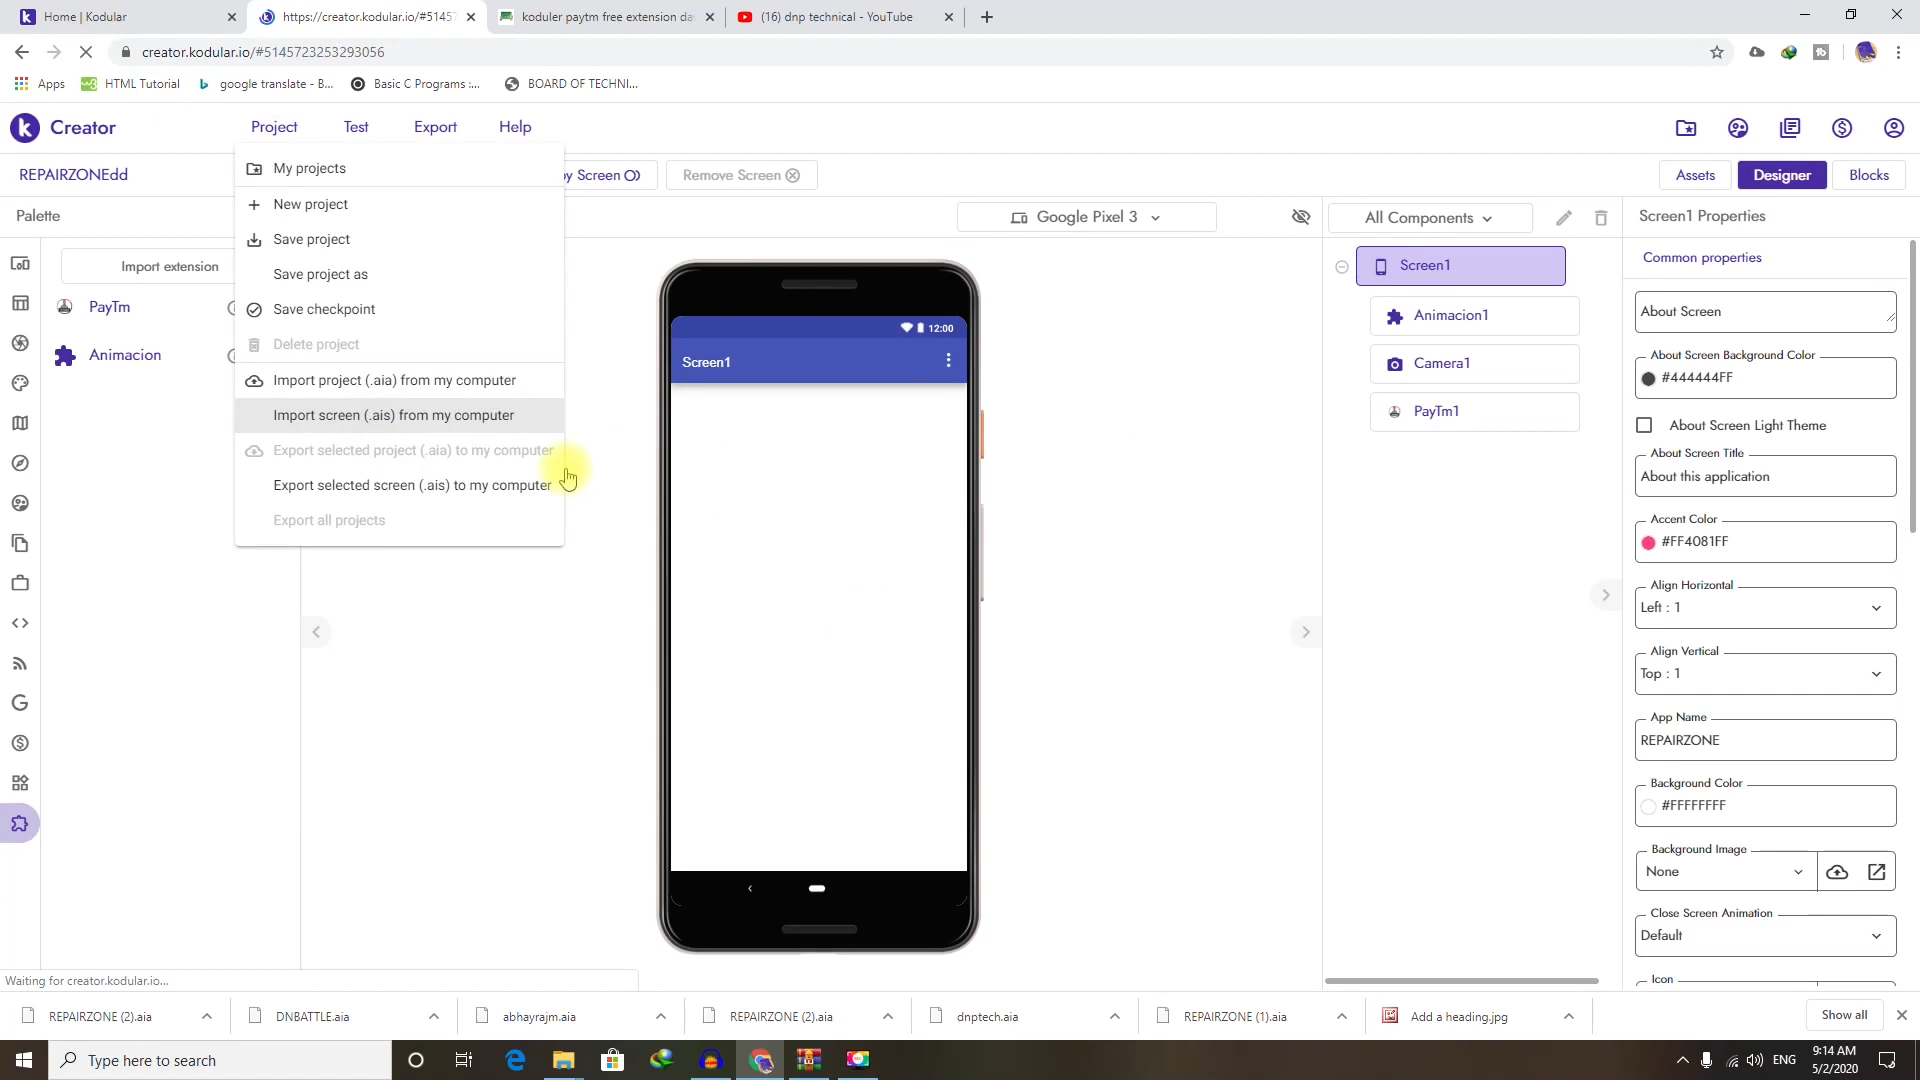 Home | Kodular
https://creator.kodular.io/#5145
koduler paytm free extension da
(16) dnp technical - YouTube
creator.kodular.io/#5145723253293056
Apps
HTML Tutorial
google translate - B...
Basic C Programs :...
BOARD OF TECHNI...
Creator
Project
Test
Export
Help
REPAIRZONEdd
py Screen
Remove Screen
Assets
Designer
Blocks
Palette
Google Pixel 3
All Components
Screen1 Properties
Import extension
PayTm
Animacion
My projects
New project
Save project
Save project as
Save checkpoint
Delete project
Import project (.aia) from my computer
Import screen (.ais) from my computer
Export selected project (.aia) to my computer
Export selected screen (.ais) to my computer
Export all projects
12:00
Screen1
Screen1
Animacion1
Camera1
PayTm1
Common properties
About Screen
About Screen Background Color
#444444FF
About Screen Light Theme
About Screen Title
About this application
Accent Color
#FF4081FF
Align Horizontal
Left : 1
Align Vertical
Top : 1
App Name
REPAIRZONE
Background Color
#FFFFFFFF
Background Image
None
Close Screen Animation
Default
Icon
Waiting for creator.kodular.io...
REPAIRZONE (2).aia
DNBATTLE.aia
abhayrajm.aia
REPAIRZONE (2).aia
dnptech.aia
REPAIRZONE (1).aia
Add a heading.jpg
Show all
Type here to search
ENG
9:14 AM
5/2/2020